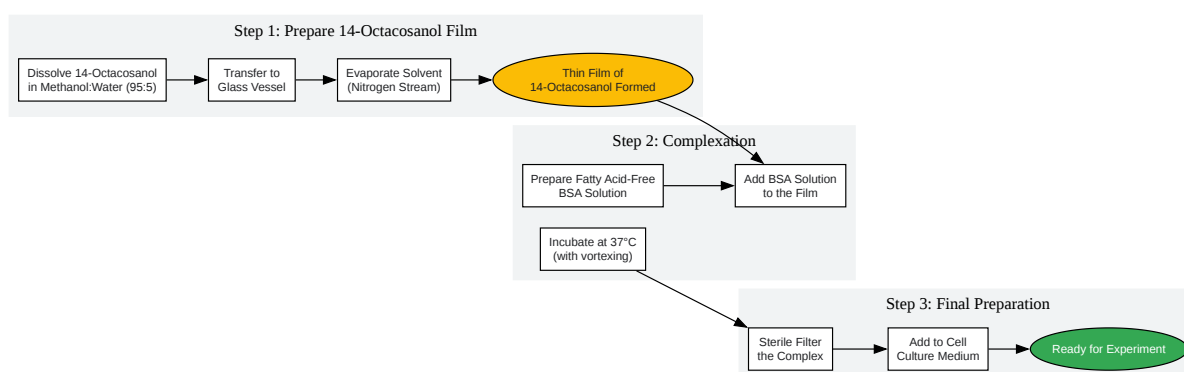 Step 1: Prepare 14-Octacosanol Film
Dissolve 14-Octacosanol
in Methanol:Water (95:5)
Transfer to
Glass Vessel
Evaporate Solvent
(Nitrogen Stream)
Thin Film of
14-Octacosanol Formed
Step 2: Complexation
Prepare Fatty Acid-Free
BSA Solution
Add BSA Solution
to the Film
Incubate at 37°C
(with vortexing)
Step 3: Final Preparation
Sterile Filter
the Complex
Add to Cell
Culture Medium
Ready for Experiment